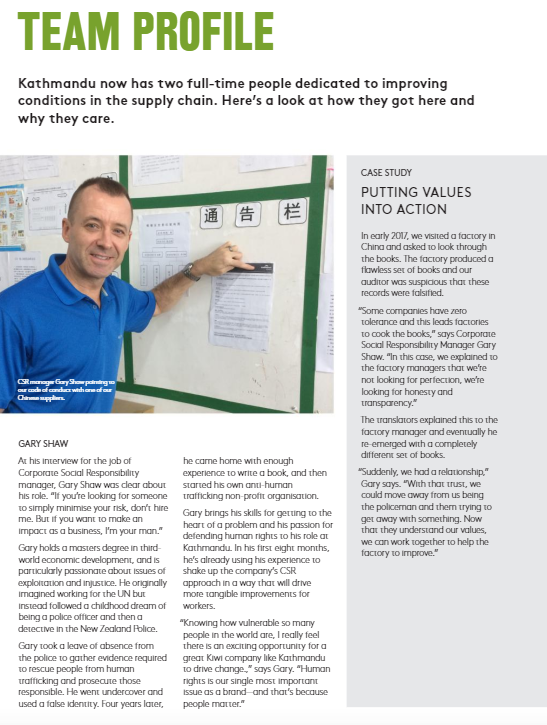 TEAM PROFILE
Kathmandu now has two full-time people dedicated to improving
conditions in the supply chain. Here's a look at how they got here and
why they care.
通 告 栏
CSR manager Gary Shaw pointing to
our code of conduct with one of our
Chinese suppliers.
GARY SHAW
At his interview for the job of
Corporate Social Responsibility
manager, Gary Shaw was clear about
his role. "If you're looking for someone
to simply minimise your risk, don't hire
me. But if you want to make an
impact as a business, I'm your man."
Gary holds a masters degree in third-
world economic development, and is
particularly passionate about issues of
exploitation and injustice. He originally
imagined working for the UN but
instead followed a childhood dream of
being a police officer and then a
detective in the New Zealand Police.
Gary took a leave of absence from
the police to gather evidence required
to rescue people from human
trafficking and prosecute those
responsible. He went undercover and
used a false identity. Four years later,
he came home with enough
experience to write a book, and then
started his own anti-human
trafficking non-profit organisation.
Gary brings his skills for getting to the
heart of a problem and his passion for
defending human rights to his role at
Kathmandu. In his first eight months,
he's already using his experience to
shake up the company's CSR
approach in a way that will drive
more tangible improvements for
workers.
"Knowing how vulnerable so many
people in the world are, I really feel
there is an exciting opportunity for a
great Kiwi company like Kathmandu
to drive change.," says Gary. "Human
rights is our single most important
issue as a brand—and that's because
people matter."
CASE STUDY
PUTTING VALUES
INTO ACTION
In early 2017, we visited a factory in
China and asked to look through
the books. The factory produced a
flawless set of books and our
auditor was suspicious that these
records were falsified.
"Some companies have zero
tolerance and this leads factories
to cook the books," says Corporate
Social Responsibility Manager Gary
Shaw. "In this case, we explained to
the factory managers that we're
not looking for perfection, we're
looking for honesty and
transparency."
The translators explained this to the
factory manager and eventually he
re-emerged with a completely
different set of books.
"Suddenly, we had a relationship,"
Gary says. "With that trust, we
could move away from us being
the policeman and them trying to
get away with something. Now
that they understand our values,
we can work together to help the
factory to improve."